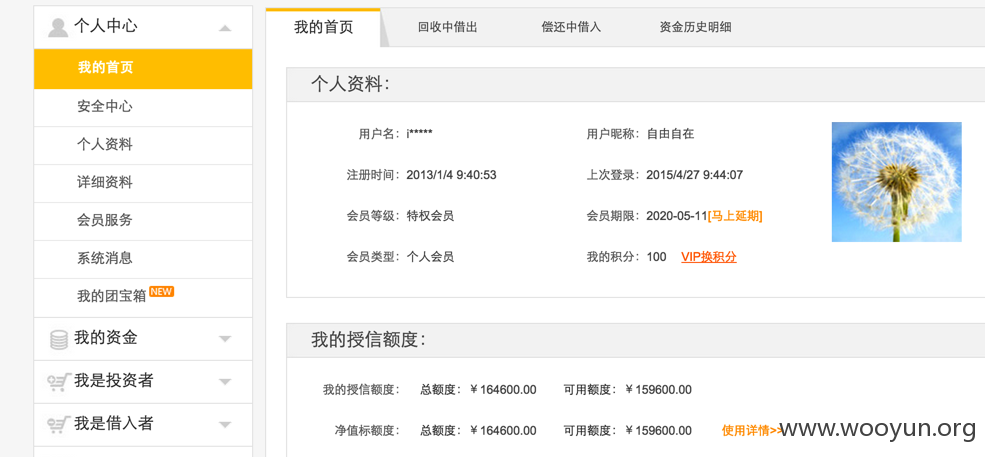 个人中心
我的首页
安全中心
个人资料
详细资料
会员服务
系统消息
我的团宝箱 NEW
我的资金
我是投资者
我是借入者
我的首页 回收中借出 偿还中借入 资金历史明细
个人资料：
用户名： i***** 用户昵称： 自由自在
注册时间： 2013/1/4 9:40:53 上次登录： 2015/4/27 9:44:07
会员等级： 特权会员 会员期限： 2020-05-11[马上延期]
会员类型： 个人会员 我的积分： 100 VIP换积分
我的授信额度：
我的授信额度： 总额度：￥164600.00 可用额度：￥159600.00
净值标额度： 总额度：￥164600.00 可用额度：￥159600.00 使用详情>>
www.wooyun.org